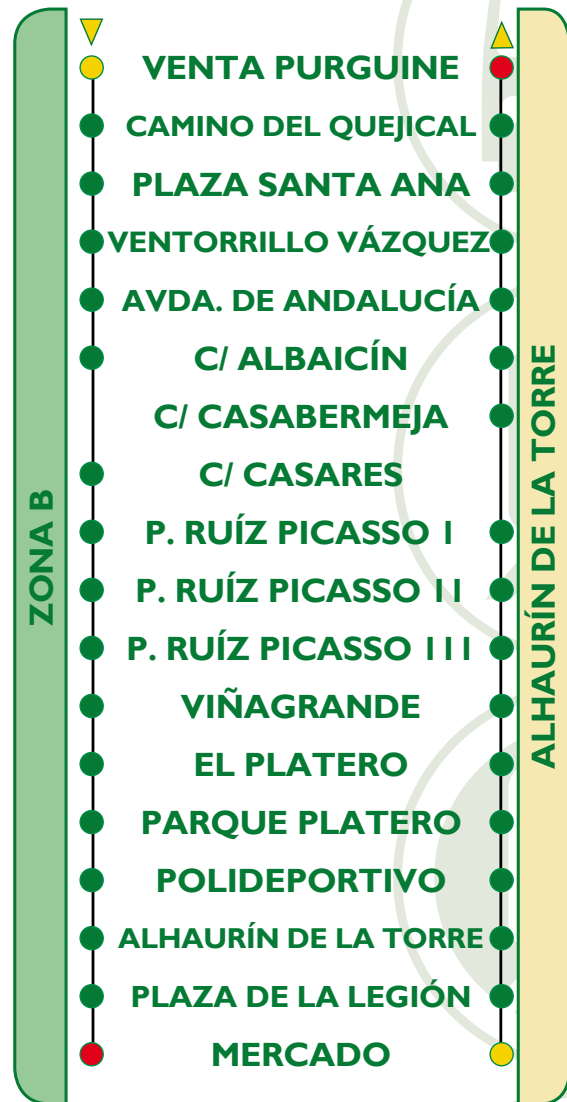 VENTA PURGUINE
CAMINO DEL QUEJICAL
PLAZA SANTA ANA
VENTORRILLO VÁZQUEZ
AVDA. DE ANDALUCÍA
C/ ALBAICÍN
C/ CASABERMEJA
C/ CASARES
P. RUÍZ PICASSO I
P. RUÍZ PICASSO II
P. RUÍZ PICASSO III
VIÑAGRANDE
EL PLATERO
PARQUE PLATERO
POLIDEPORTIVO
ALHAURÍN DE LA TORRE
PLAZA DE LA LEGIÓN
MERCADO
ZONA B
ALHAURÍN DE LA TORRE